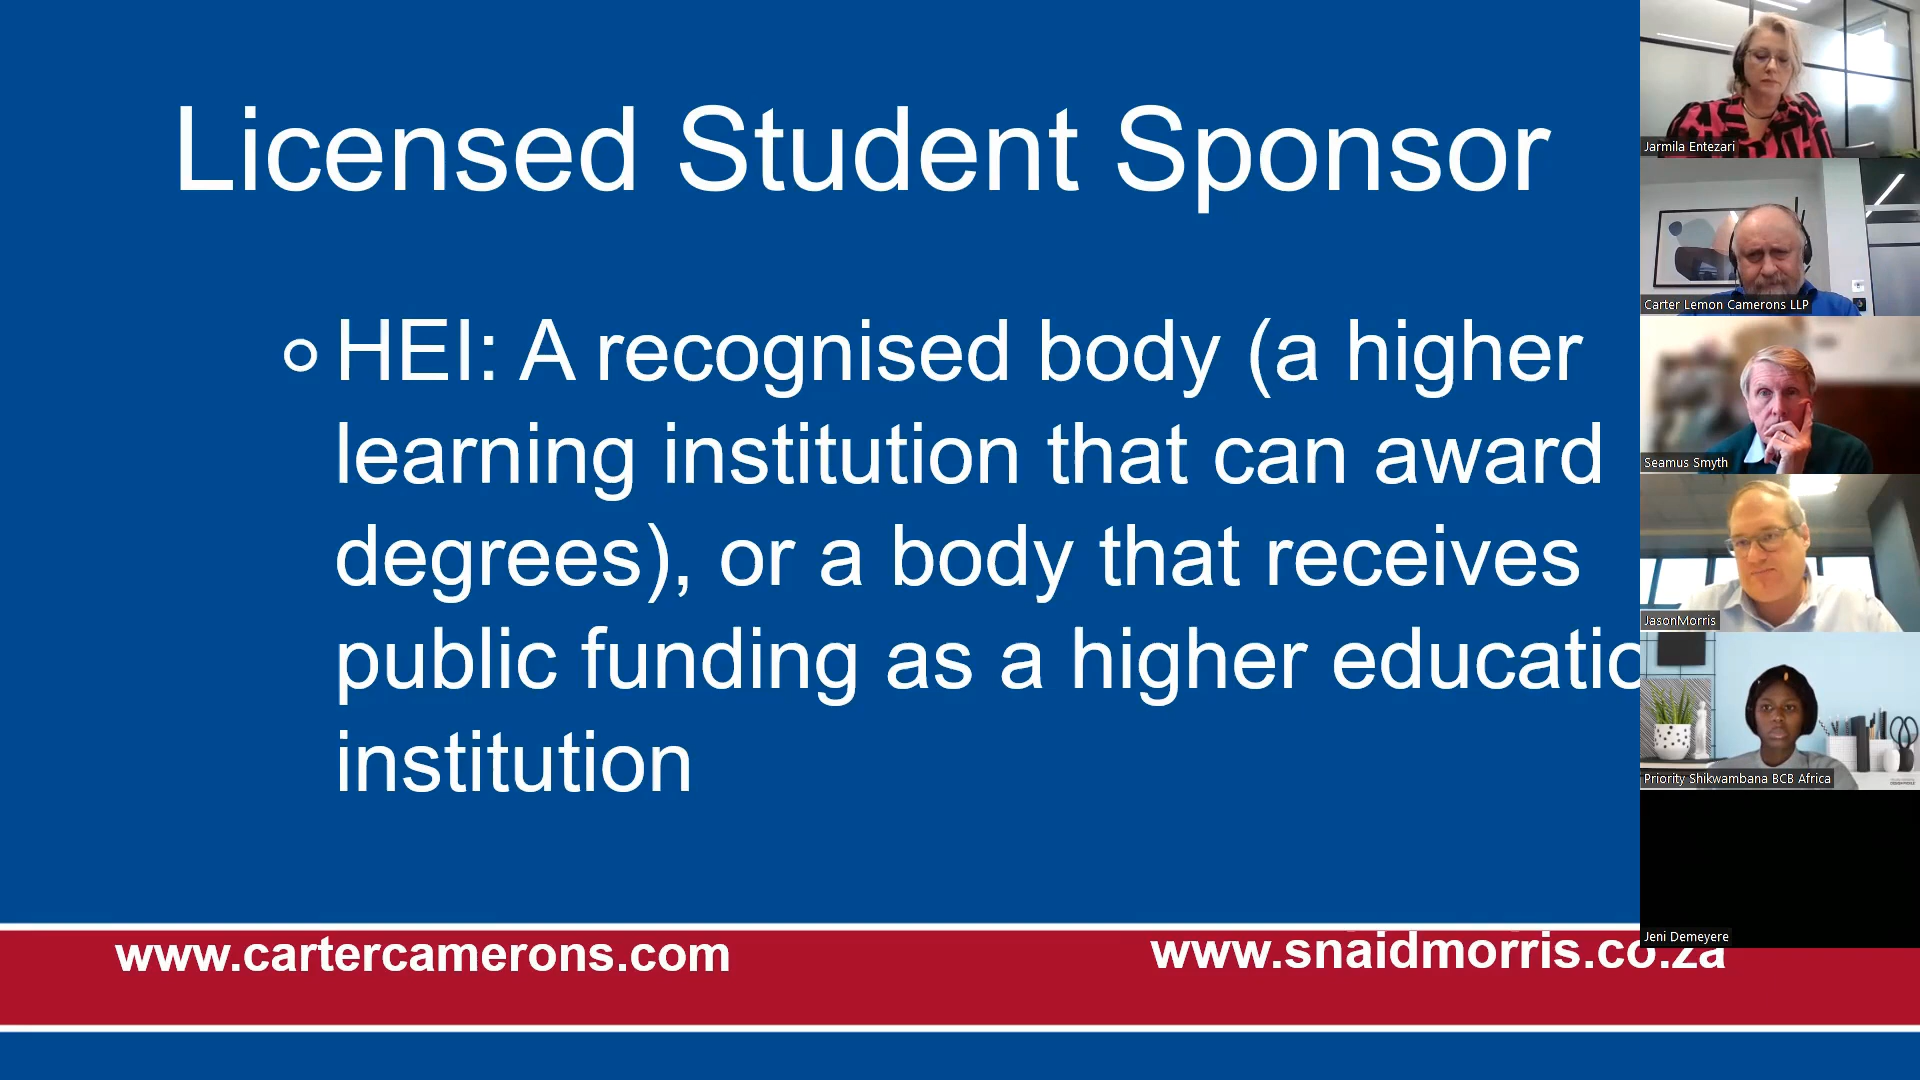 Licensed Student Sponsor
HEI: A recognised body (a higher
learning institution that can award
degrees), or a body that receives
public funding as a higher educatio
institution
www.cartercamerons.com
www.snaidmorris.co.za
Jarmila Entezari
Carter Lemon Camerons LLP
Seamus Smyth
JasonMorris
Priority Shikwambana BCB Africa
Jeni Demeyere